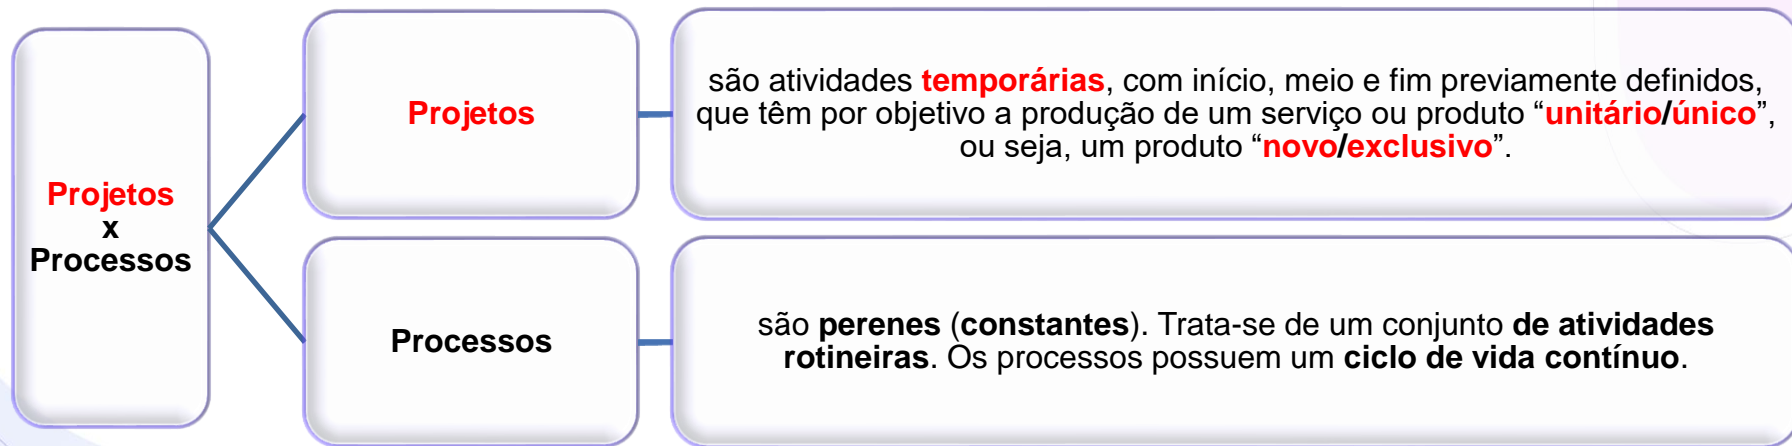 Projetos
x
Processos
Projetos
são atividades temporárias, com início, meio e fim previamente definidos,
que têm por objetivo a produção de um serviço ou produto “unitário/único”,
ou seja, um produto “novo/exclusivo”.
Processos
são perenes (constantes). Trata-se de um conjunto de atividades
rotineiras. Os processos possuem um ciclo de vida contínuo.